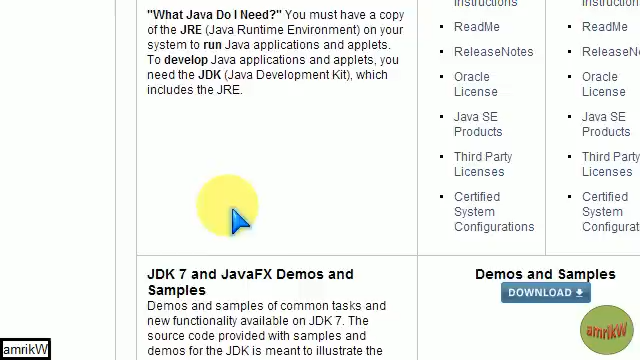 "What Java Do I Need?" You must have a copy
of the JRE (Java Runtime Environment) on your
system to run Java applications and applets.
To develop Java applications and applets, you
need the JDK (Java Development Kit), which
includes the JRE.
Instructions
ReadMe
ReleaseNotes
Oracle
License
Java SE
Products
Third Party
Licenses
Certified
System
Configurations
Instructions
ReadMe
ReleaseNotes
Oracle
License
Java SE
Products
Third Party
Licenses
Certified
System
Configurat
JDK 7 and JavaFX Demos and
Samples
Demos and samples of common tasks and
new functionality available on JDK 7. The
source code provided with samples and
demos for the JDK is meant to illustrate the
Demos and Samples
DOWNLOAD
amrikW
amrikW